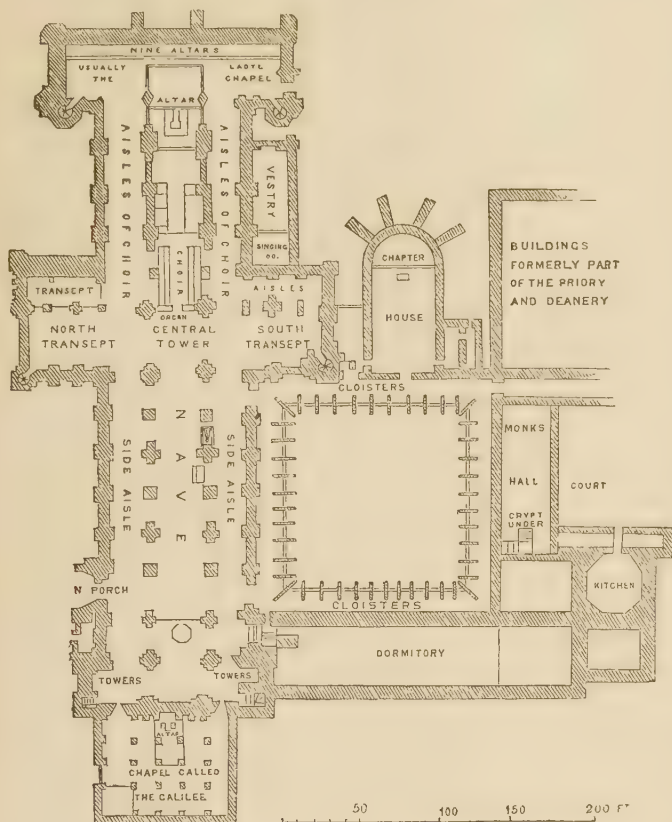 NINE ALTARS
USUALLY
THE
LADYE
CHAPEL
ALTAR
AISLES OF CHOIR
AISLES OF CHOIR
VESTRY
SINGING
CHOIR
CHAPTER
HOUSE
BUILDINGS
FORMERLY PART
OF THE PRIORY
AND DEANERY
TRANSEPT
AISLES
ORGAN
NORTH
TRANSEPT
CENTRAL
TOWER
SOUTH
TRANSEPT
CLOISTERS
NAVE
SIDE AISLE
SIDE AISLE
MONKS
HALL
CRYPT
UNDER
COURT
KITCHEN
N PORCH
CLOISTERS
DORMITORY
TOWERS
TOWERS
ALTAR
CHAPEL CALLED
THE GALILEE
50 100 150 200 FT